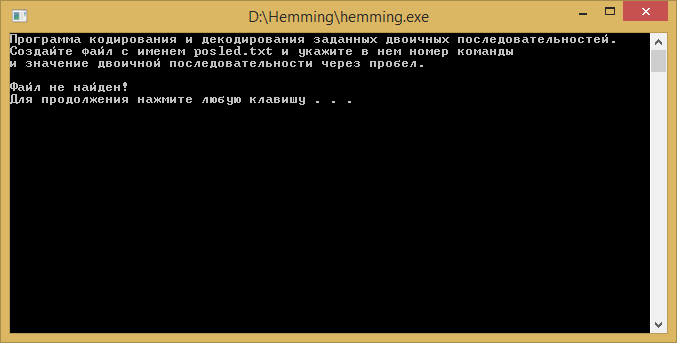 D:\Hemming\hemming.exe
Программа кодирования и декодирования заданных двоичных последовательностей.
Создайте файл с именем posled.txt и укажите в нем номер команды
и значение двоичной последовательности через пробел.
Файл не найден!
Для продолжения нажмите любую клавишу . . .